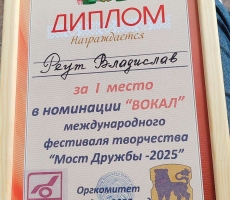 ДИПЛОМ
Награждается
Реут Владислав
за I место
в номинации "ВОКАЛ"
международного
фестиваля творчества
"Мост Дружбы -2025"
Оргкомитет